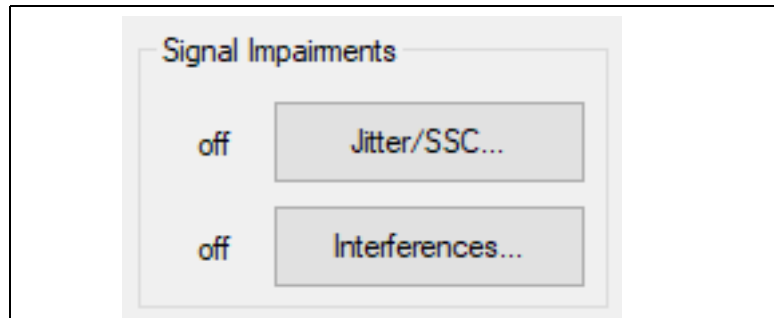 Signal Impairments
off Jitter/SSC...
off Interferences...